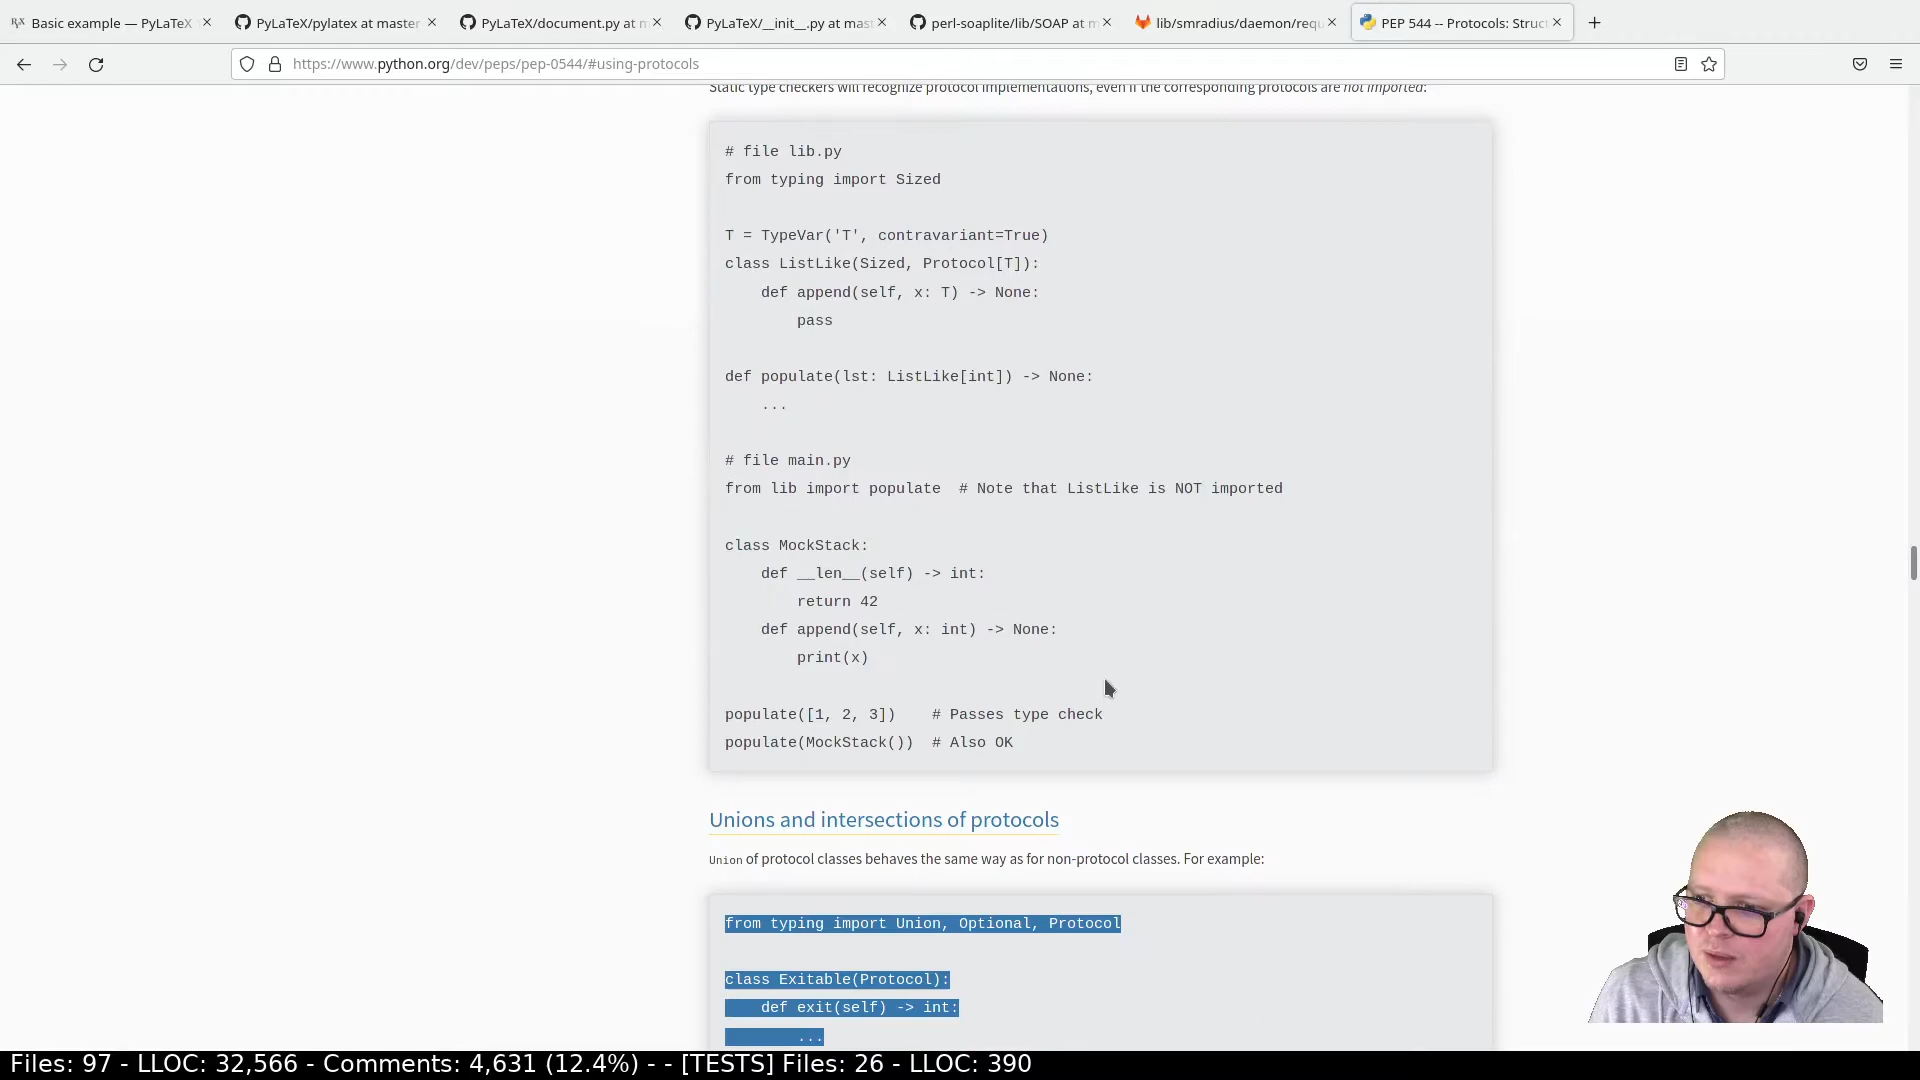 Basic example — PyLaTeX
PyLaTeX/pylatex at master
PyLaTeX/document.py at m
PyLaTeX/__init__.py at mast
perl-soaplite/lib/SOAP at m
lib/smradius/daemon/requ
PEP 544 -- Protocols: Struct
https://www.python.org/dev/peps/pep-0544/#using-protocols
Static type checkers will recognize protocol implementations, even if the corresponding protocols are not imported:
# file lib.py
from typing import Sized
T = TypeVar('T', contravariant=True)
class ListLike(Sized, Protocol[T]):
    def append(self, x: T) -> None:
        pass
def populate(lst: ListLike[int]) -> None:
    ...
# file main.py
from lib import populate  # Note that ListLike is NOT imported
class MockStack:
    def __len__(self) -> int:
        return 42
    def append(self, x: int) -> None:
        print(x)
populate([1, 2, 3])    # Passes type check
populate(MockStack())  # Also OK
Unions and intersections of protocols
Union of protocol classes behaves the same way as for non-protocol classes. For example:
from typing import Union, Optional, Protocol
class Exitable(Protocol):
    def exit(self) -> int:
        ...
Files: 97 - LLOC: 32,566 - Comments: 4,631 (12.4%) - - [TESTS] Files: 26 - LLOC: 390